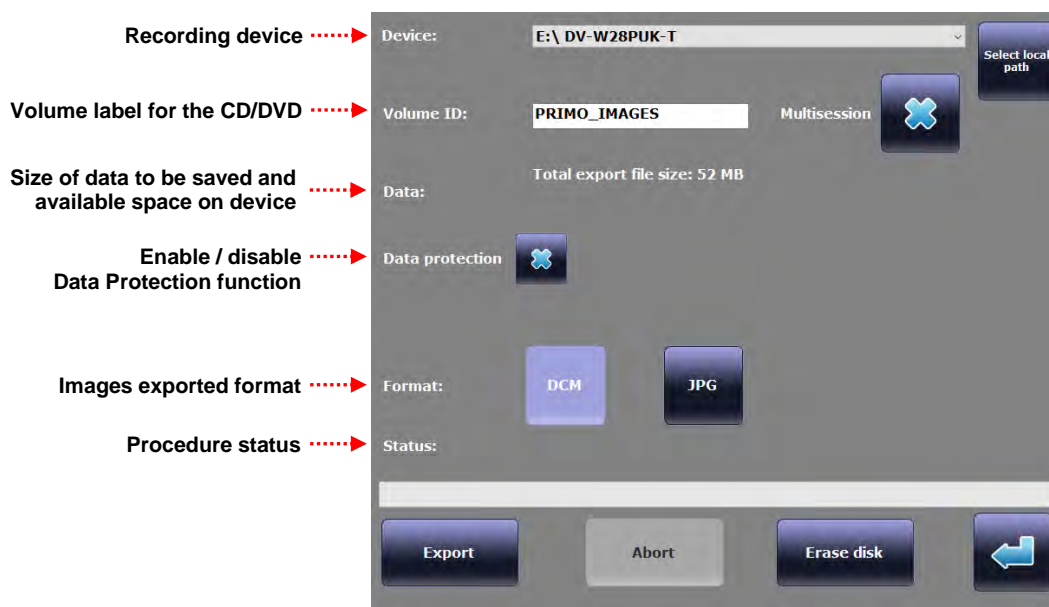 Recording device
Device:
E:\ DV-W28PUK-T
Select local
path
Volume label for the CD/DVD
Volume ID:
PRIMO_IMAGES
Multisession
Size of data to be saved and
available space on device
Data:
Total export file size: 52 MB
Enable / disable
Data Protection function
Data protection
Images exported format
Format:
DCM
JPG
Procedure status
Status:
Export
Abort
Erase disk